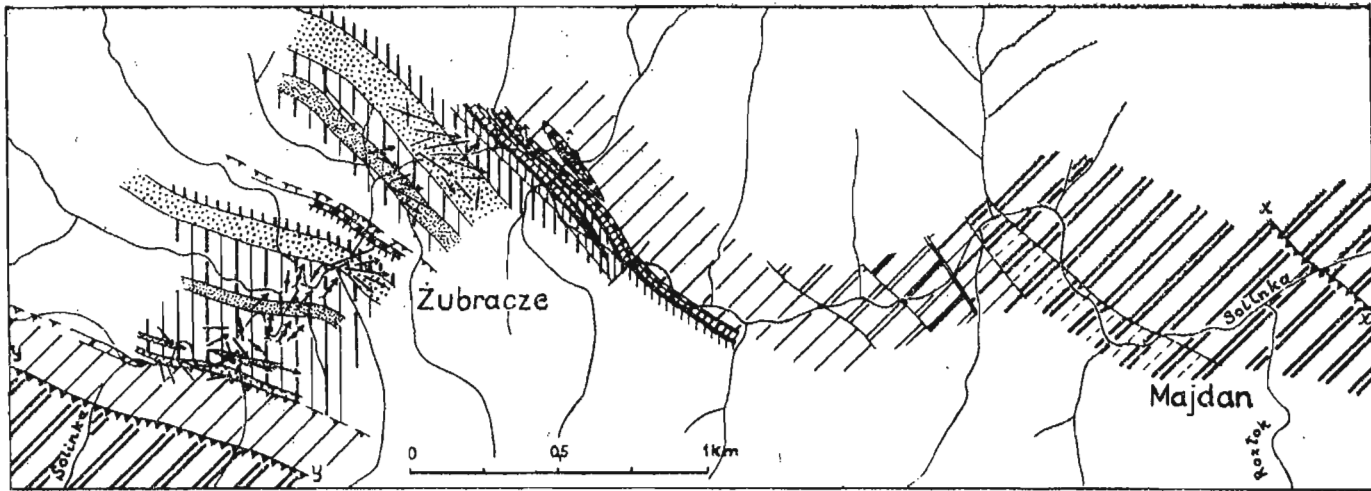 x
Solinka
x
Żubracze
y
Majdan
Solinka
0 0,5 1km
Roztok
y